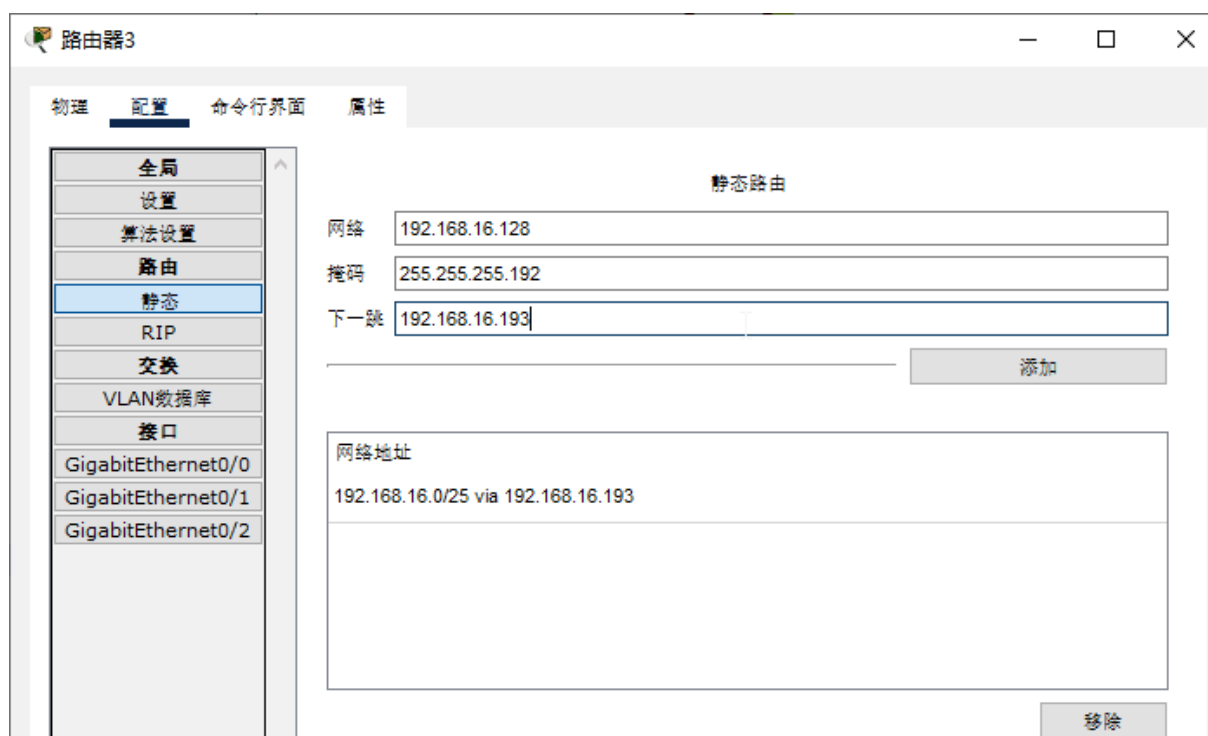 路由器3
物理 配置 命令行界面 属性
全局
设置
算法设置
路由
静态
RIP
交换
VLAN数据库
接口
GigabitEthernet0/0
GigabitEthernet0/1
GigabitEthernet0/2
静态路由
网络 192.168.16.128
掩码 255.255.255.192
下一跳 192.168.16.193
添加
网络地址
192.168.16.0/25 via 192.168.16.193
移除